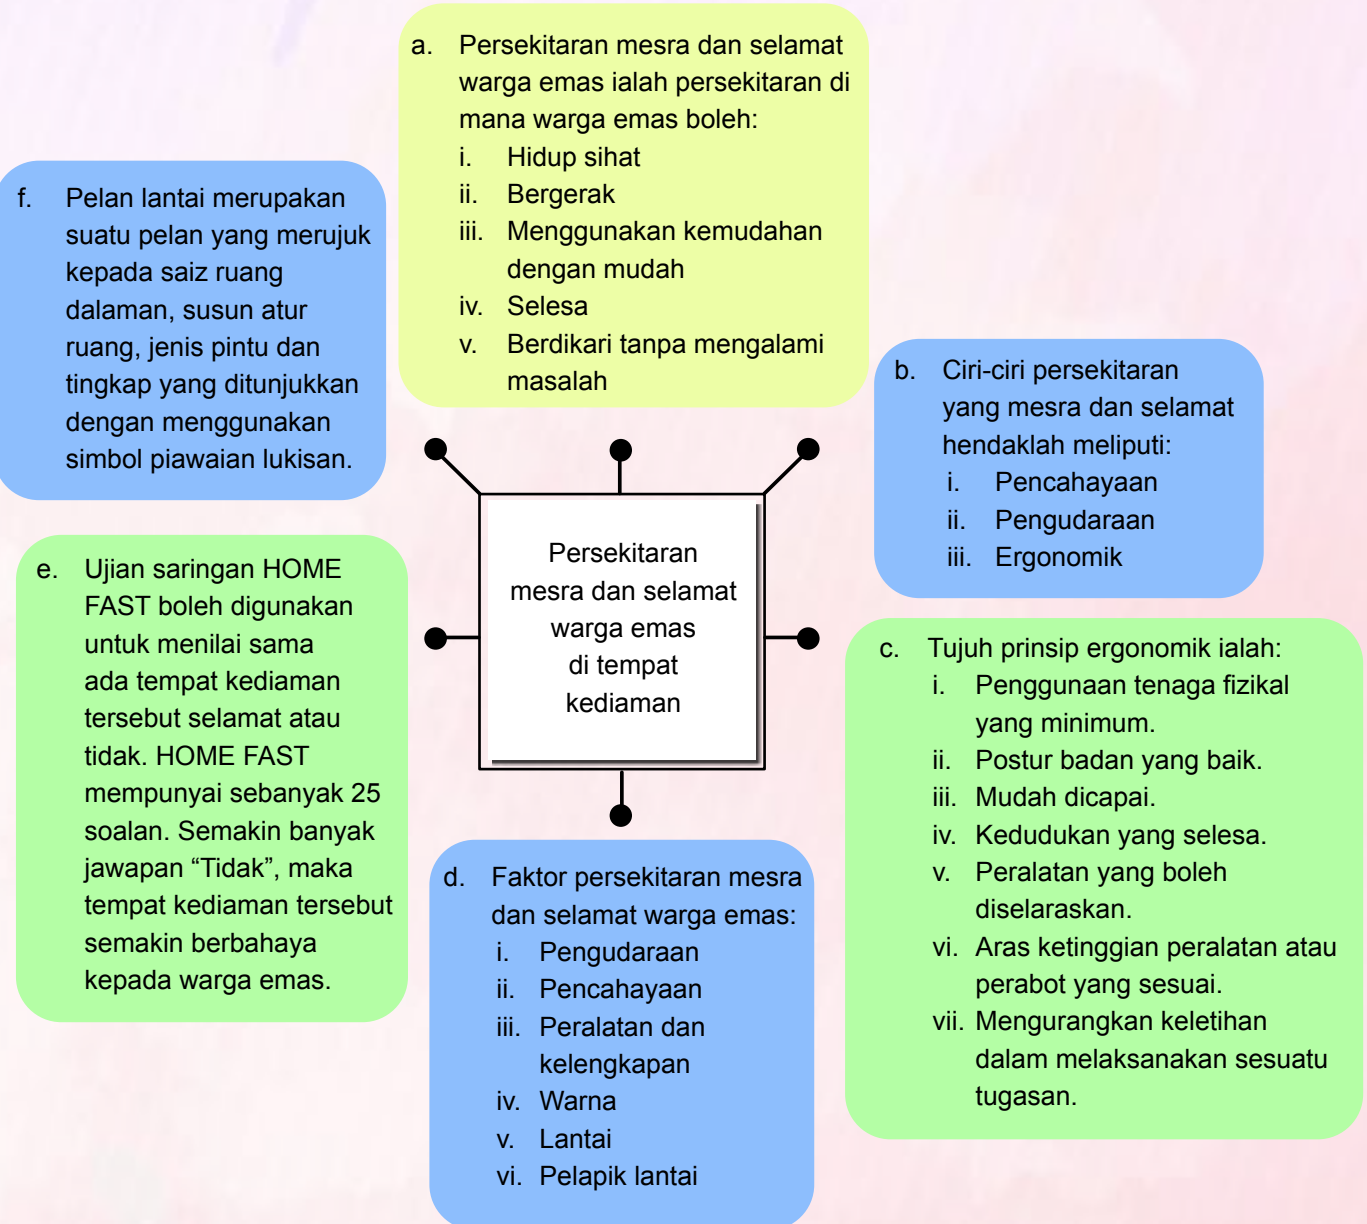 a. Persekitaran mesra dan selamat
warga emas ialah persekitaran di
mana warga emas boleh:
i. Hidup sihat
ii. Bergerak
iii. Menggunakan kemudahan
dengan mudah
iv. Selesa
v. Berdikari tanpa mengalami
masalah
b. Ciri-ciri persekitaran
yang mesra dan selamat
hendaklah meliputi:
i. Pencahayaan
ii. Pengudaraan
iii. Ergonomik
c. Tujuh prinsip ergonomik ialah:
i. Penggunaan tenaga fizikal
yang minimum.
ii. Postur badan yang baik.
iii. Mudah dicapai.
iv. Kedudukan yang selesa.
v. Peralatan yang boleh
diselaraskan.
vi. Aras ketinggian peralatan atau
perabot yang sesuai.
vii. Mengurangkan keletihan
dalam melaksanakan sesuatu
tugasan.
d. Faktor persekitaran mesra
dan selamat warga emas:
i. Pengudaraan
ii. Pencahayaan
iii. Peralatan dan
kelengkapan
iv. Warna
v. Lantai
vi. Pelapik lantai
e. Ujian saringan HOME
FAST boleh digunakan
untuk menilai sama
ada tempat kediaman
tersebut selamat atau
tidak. HOME FAST
mempunyai sebanyak 25
soalan. Semakin banyak
jawapan “Tidak”, maka
tempat kediaman tersebut
semakin berbahaya
kepada warga emas.
f. Pelan lantai merupakan
suatu pelan yang merujuk
kepada saiz ruang
dalaman, susun atur
ruang, jenis pintu dan
tingkap yang ditunjukkan
dengan menggunakan
simbol piawaian lukisan.
Persekitaran
mesra dan selamat
warga emas
di tempat
kediaman